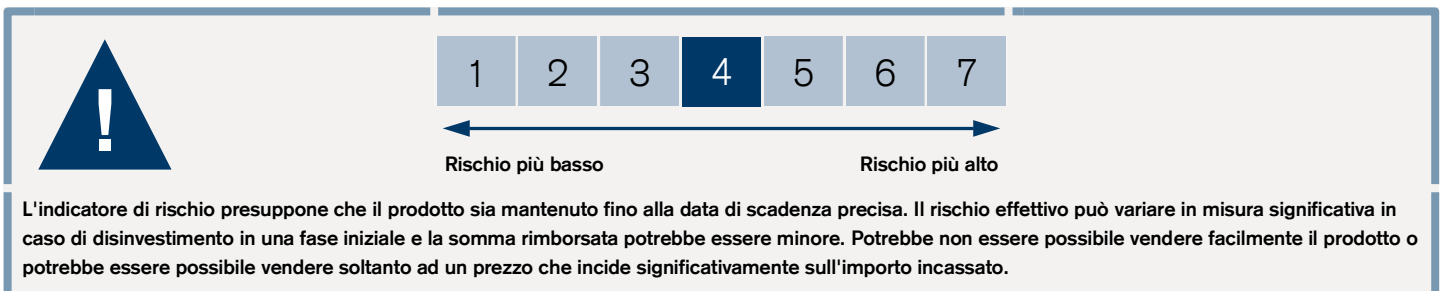 !
1 2 3 4 5 6 7
Rischio più basso Rischio più alto
L'indicatore di rischio presuppone che il prodotto sia mantenuto fino alla data di scadenza precisa. Il rischio effettivo può variare in misura significativa in
caso di disinvestimento in una fase iniziale e la somma rimborsata potrebbe essere minore. Potrebbe non essere possibile vendere facilmente il prodotto o
potrebbe essere possibile vendere soltanto ad un prezzo che incide significativamente sull'importo incassato.